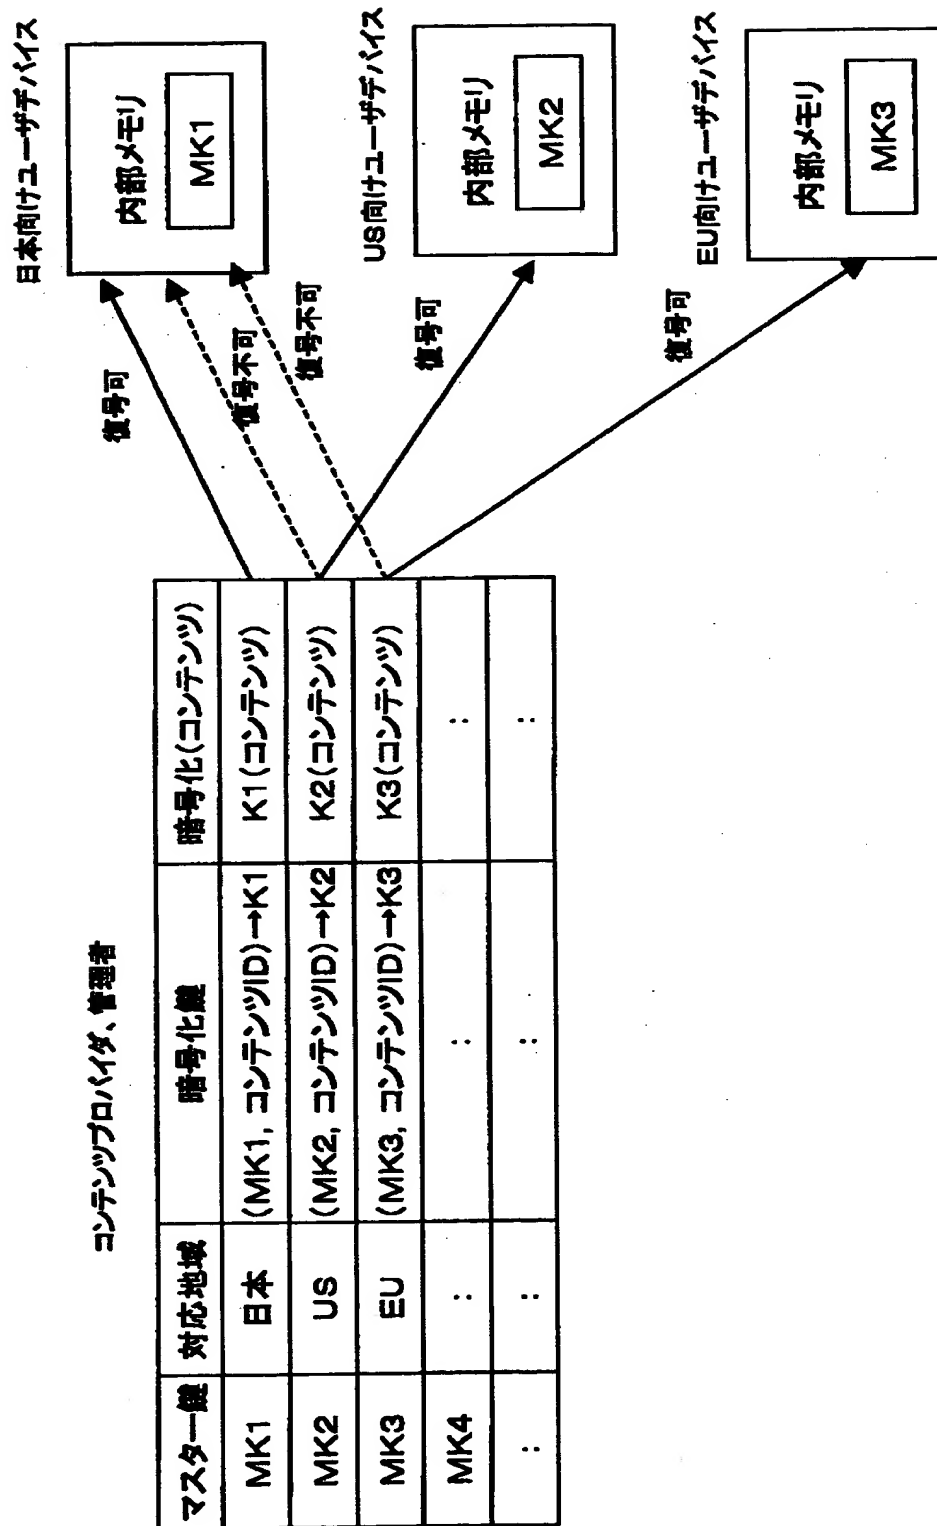 コンテンツプロバイダ、管理者
マスター鍵 対応地域 暗号化鍵 暗号化(コンテンツ)
MK1 日本 (MK1, コンテンツID)→K1 K1(コンテンツ)
MK2 US (MK2, コンテンツID)→K2 K2(コンテンツ)
MK3 EU (MK3, コンテンツID)→K3 K3(コンテンツ)
MK4 : : :
: : : :
復号可
復号不可
復号不可
復号可
復号可
日本向けユーザデバイス
内部メモリ
MK1
US向けユーザデバイス
内部メモリ
MK2
EU向けユーザデバイス
内部メモリ
MK3